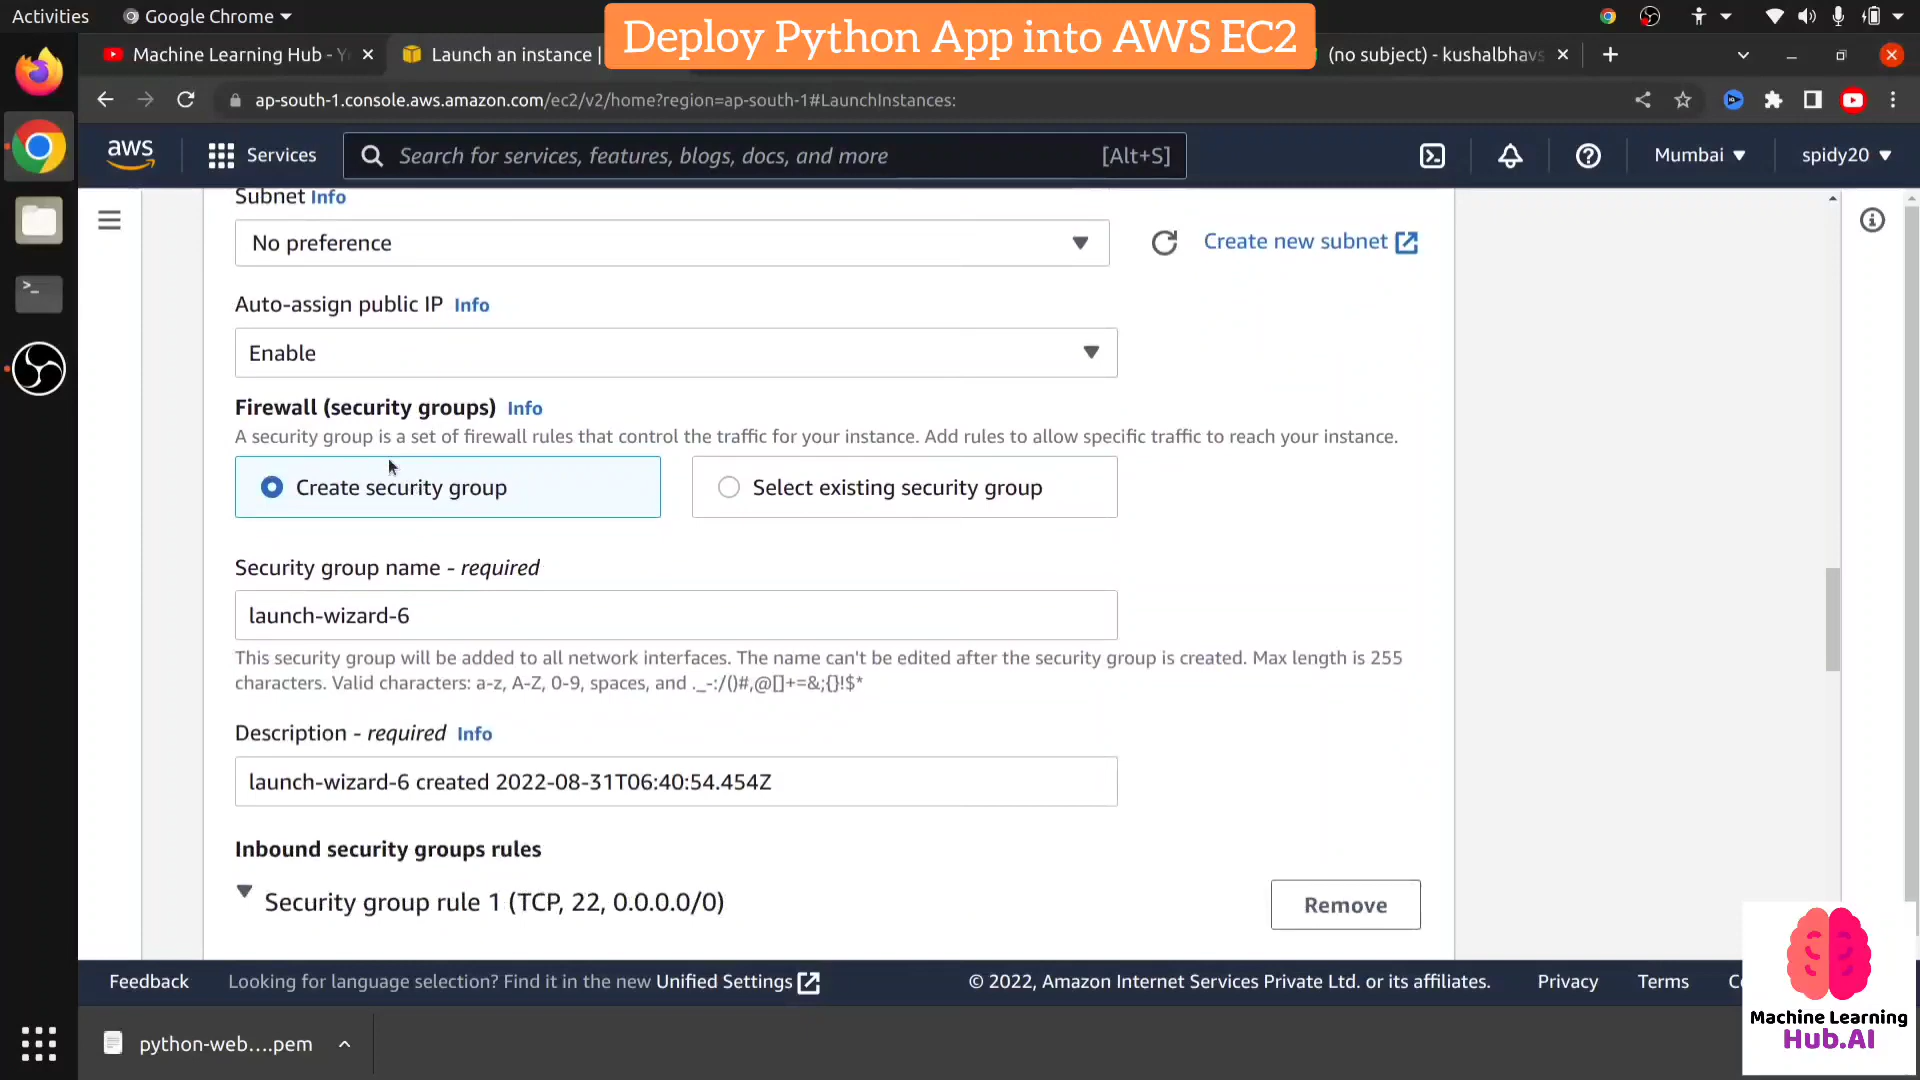 Activities
Google Chrome
Deploy Python App into AWS EC2
Machine Learning Hub - Y
Launch an instance |
(no subject) - kushalbhavs
ap-south-1.console.aws.amazon.com/ec2/v2/home?region=ap-south-1#LaunchInstances:
aws
Services
Search for services, features, blogs, docs, and more
[Alt+S]
Mumbai
spidy20
Subnet Info
No preference
Create new subnet
Auto-assign public IP Info
Enable
Firewall (security groups) Info
A security group is a set of firewall rules that control the traffic for your instance. Add rules to allow specific traffic to reach your instance.
Create security group
Select existing security group
Security group name - required
launch-wizard-6
This security group will be added to all network interfaces. The name can't be edited after the security group is created. Max length is 255
characters. Valid characters: a-z, A-Z, 0-9, spaces, and ._-:/()#,@[]+=&;{}!$*
Description - required Info
launch-wizard-6 created 2022-08-31T06:40:54.454Z
Inbound security groups rules
Security group rule 1 (TCP, 22, 0.0.0.0/0)
Remove
Feedback
Looking for language selection? Find it in the new Unified Settings
© 2022, Amazon Internet Services Private Ltd. or its affiliates.
Privacy
Terms
python-web....pem
Machine Learning
Hub.AI